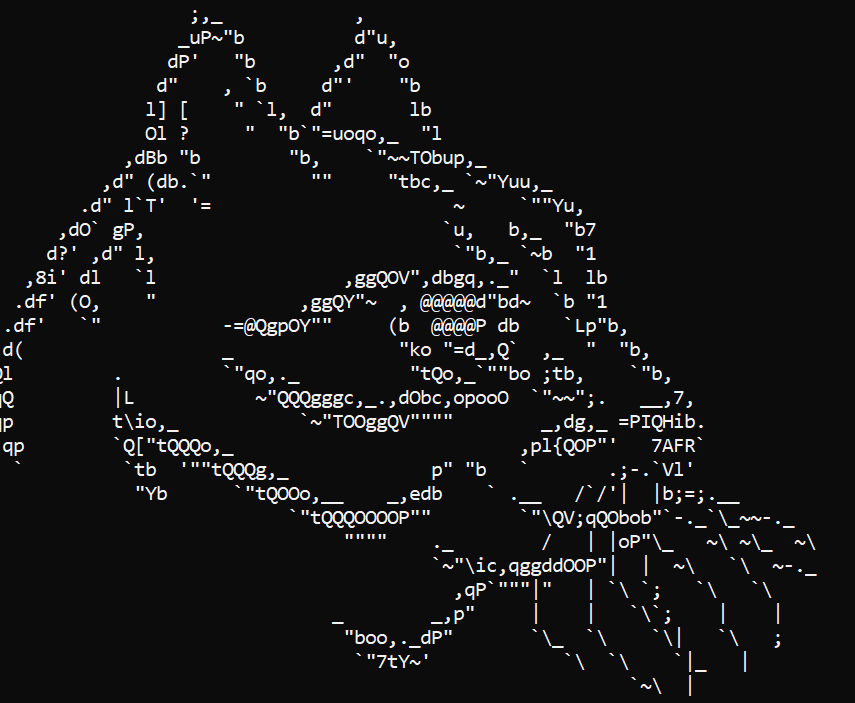 ;,_            ,
               _uP~"b          d"u,
              dP'   "b       ,d"  "o
             d"    , `b     d"'    "b
            l] [    " `l,  d"       lb
            Ol ?     "  "b`"=uoqo,_  "l
          ,dBb "b        "b,    `"~~TObup,_
        ,d" (db.`"         ""     "tbc,_ `~"Yuu,_
      .d" l`T'  '=                    ~     `""Yu,
    ,dO` gP,                         `u,   b,_  "b7
   d?' ,d" l,                         `"b,_ `~b  "1
 ,8i' dl   `l                ,ggQOV",dbgq,._"  `l  lb
.df' (O,    "             ,ggQY"~  , @@@@@d"bd~  `b "1
.df'   `"           -=@QgpOY""     (b  @@@@P db    `Lp"b,
d(                  _               "ko "=d_,Q`  ,_  "  "b,
Ql         .         `"qo,._          "tQo,_`""bo ;tb,    `"b,
qQ         |L           ~"QQQgggc,_.,dObc,opooO  `"~~";.   __,7,
qp         t\io,_           `~"TOOggQV""""        _,dg,_ =PIQHib.
qp        `Q["tQQQo,_                          ,pl{QOP"'   7AFR`
 `         `tb  '""tQQQg,_             p" "b   `       .;-.`Vl'
            "Yb      `"tQOOo,__    _,edb    ` .__   /`/'|  |b;=;.__
                          `"tQQQOOOOP""        `"\QV;qQObob"`-._`\_~~-._
                               """"    ._        /   | |oP"\_   ~\ ~\_  ~\
                                       `~"\ic,qggddOOP"|  |  ~\   `\  ~-._
                                         ,qP`"""|"   | `\ `;   `\   `\
                              _        _,p"     |    |   `\`;    |    |
                               "boo,._dP"       `\_  `\    `\|   `\   ;
                                `"7tY~'            `\  `\    `|_   |
                                                         `~\  |